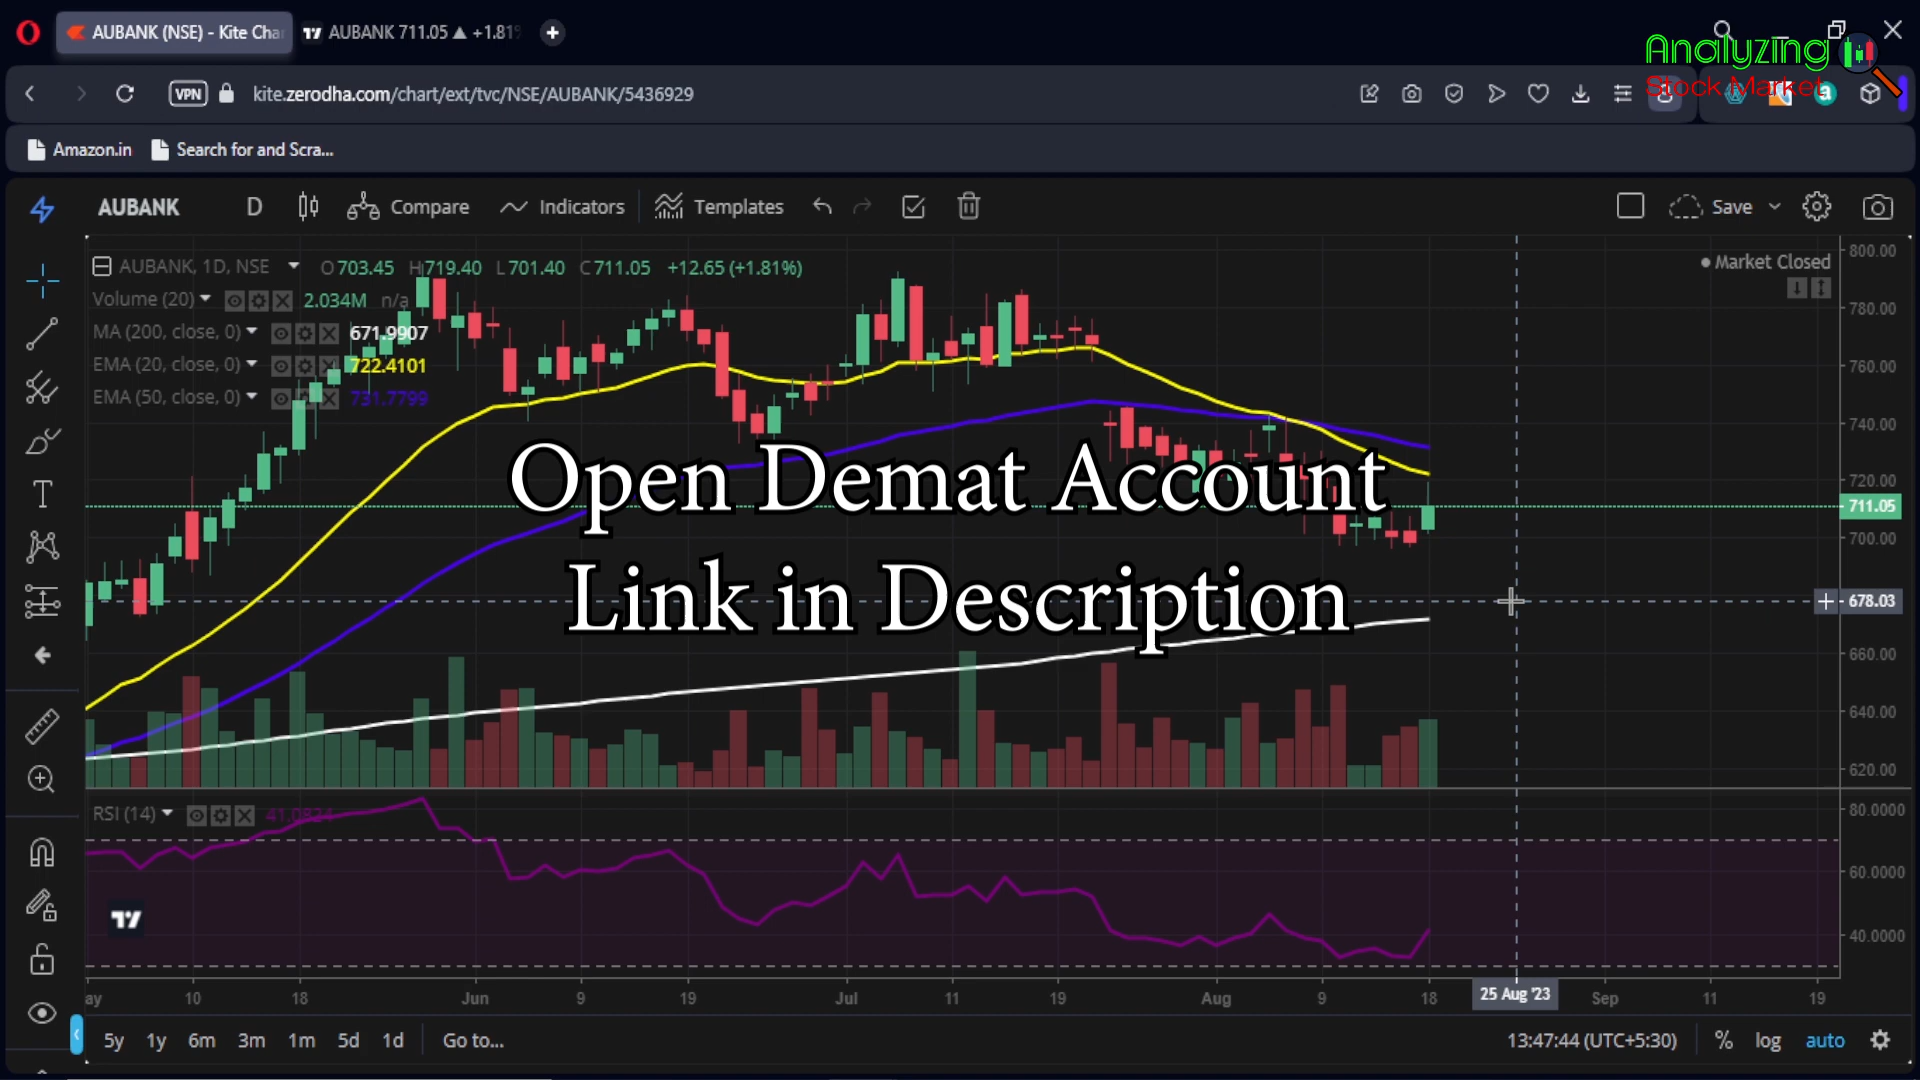 AUBANK (NSE) - Kite Cha
AUBANK 711.05 ▲ +1.81%
Analyzing
Stock Market
VPN
kite.zerodha.com/chart/ext/tvc/NSE/AUBANK/5436929
Amazon.in
Search for and Scra...
AUBANK
D
Compare
Indicators
Templates
Save
AUBANK, 1D, NSE
O703.45 H719.40 L701.40 C711.05 +12.65 (+1.81%)
Market Closed
Volume (20)
2.034M n/a
MA (200, close, 0)
671.9907
EMA (20, close, 0)
722.4101
EMA (50, close, 0)
731.7799
Open Demat Account
Link in Description
800.00
780.00
760.00
740.00
720.00
711.05
700.00
678.03
660.00
640.00
620.00
RSI (14)
41.0824
80.0000
60.0000
40.0000
ay
10
18
Jun
9
19
Jul
11
19
Aug
9
18
25 Aug '23
Sep
11
19
5y 1y 6m 3m 1m 5d 1d
Go to...
13:47:44 (UTC+5:30)
% log auto